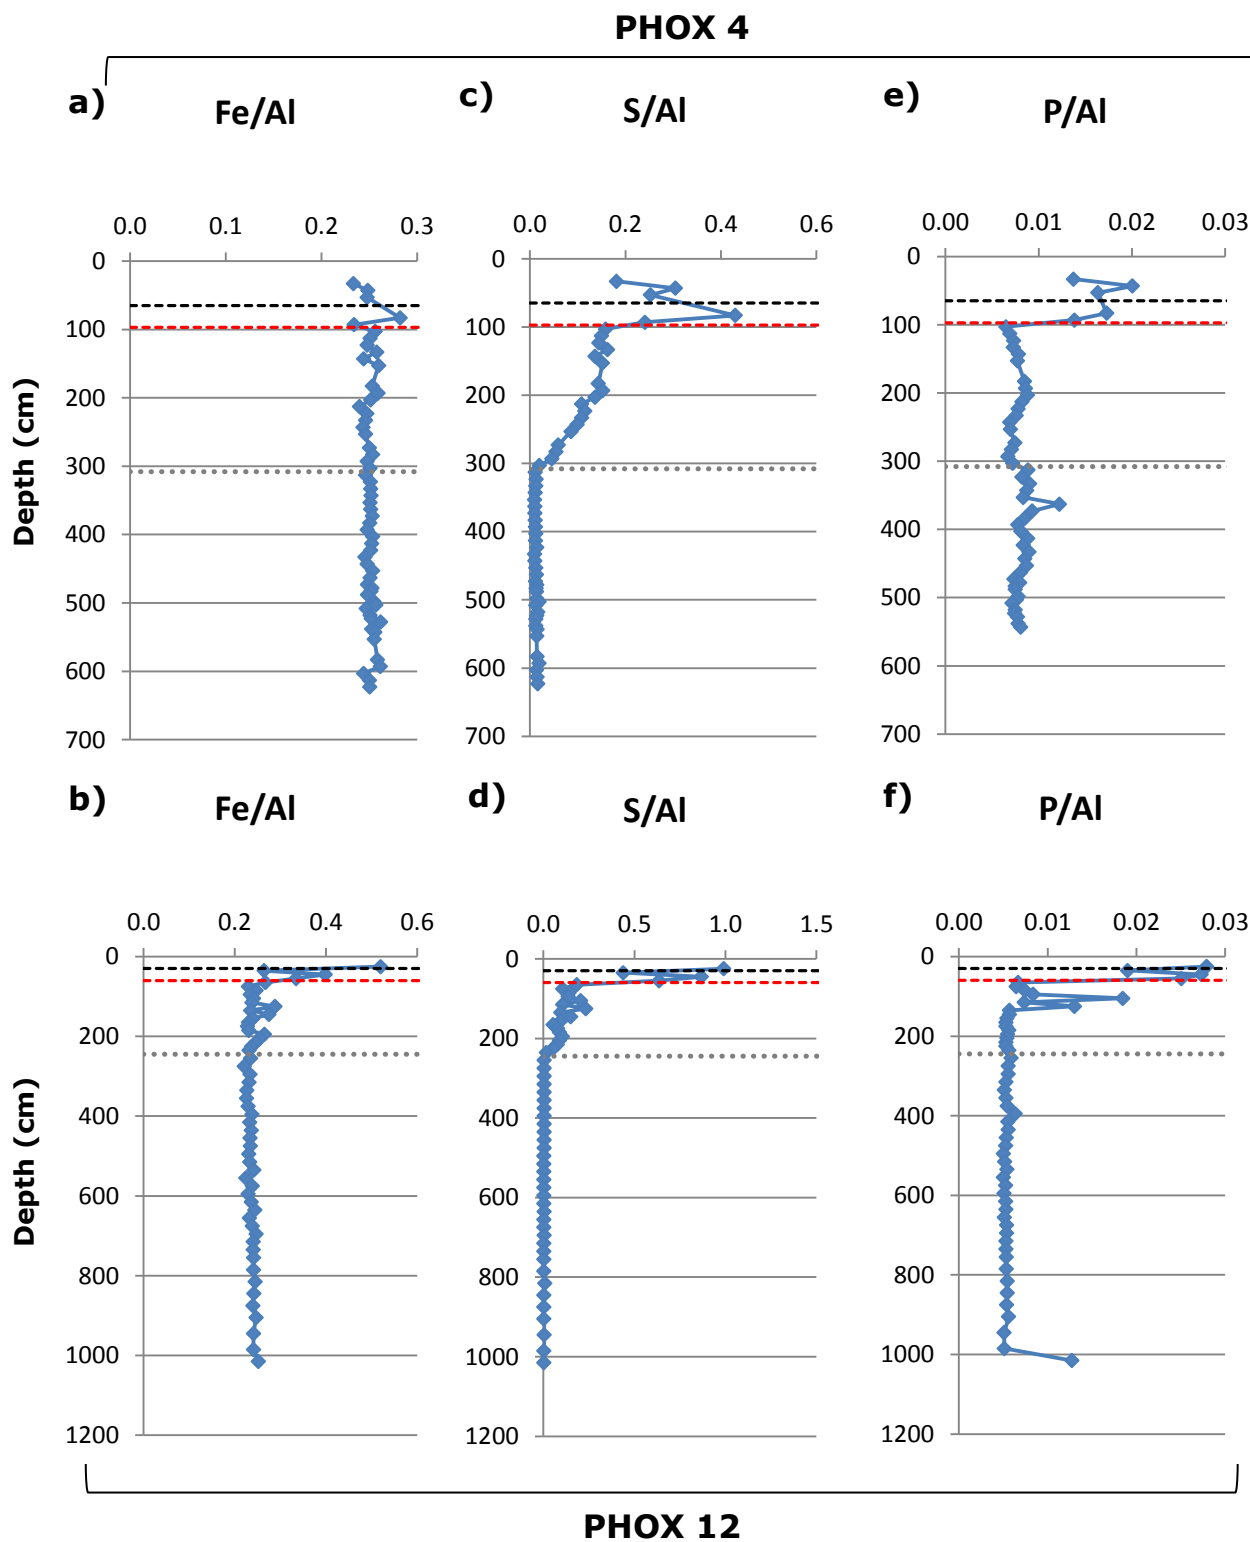 PHOX 4
a) Fe/Al c) S/Al e) P/Al
0.0 0.1 0.2 0.3 0.0 0.2 0.4 0.6 0.00 0.01 0.02 0.03
0 0 0
100 100 100
200 200 200
300 300 300
400 400 400
500 500 500
600 600 600
700 700 700
Depth (cm)
b) Fe/Al d) S/Al f) P/Al
0.0 0.2 0.4 0.6 0.0 0.5 1.0 1.5 0.00 0.01 0.02 0.03
0 0 0
200 200 200
400 400 400
600 600 600
800 800 800
1000 1000 1000
1200 1200 1200
Depth (cm)
PHOX 12